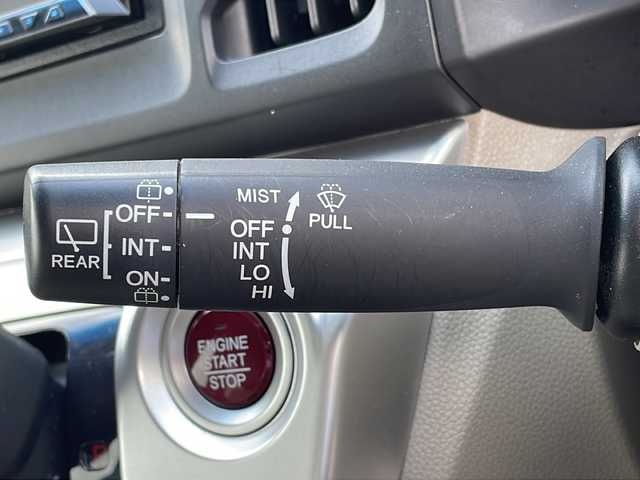 OFF
INT
REAR
ON
MIST
PULL
OFF
INT
LO
HI
ENGINE
START
STOP